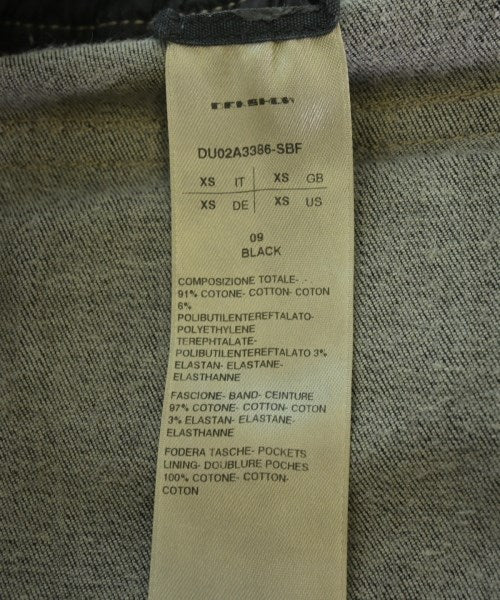 DRKSHDW
DU02A3386-SBF
XS IT XS GB
XS DE XS US
09
BLACK
COMPOSIZIONE TOTALE- -
91% COTONE- COTTON- COTON
6%
POLIBUTILENTEREFTALATO-
POLYETHYLENE
TEREPHTALATE-
POLIBUTILENTEREFTALATO 3%
ELASTAN- ELASTANE-
ELASTHANNE
FASCIONE- BAND- CEINTURE
97% COTONE- COTTON- COTON
3% ELASTAN- ELASTANE-
ELASTHANNE
FODERA TASCHE- POCKETS
LINING- DOUBLURE POCHES
100% COTONE- COTTON-
COTON